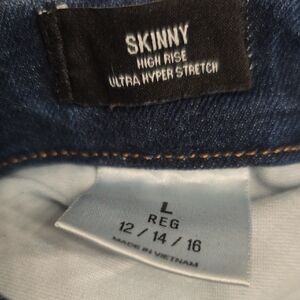 SKINNY
HIGH RISE
ULTRA HYPER STRETCH
L
REG
12 / 14 / 16
MADE IN VIETNAM